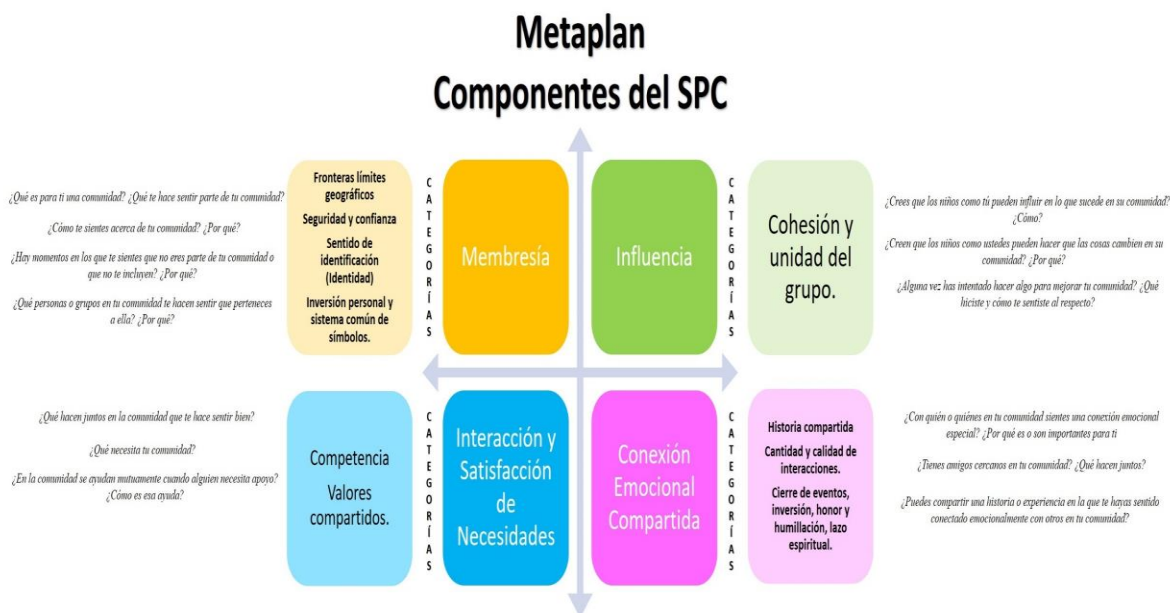 Metaplan
Componentes del SPC
¿Qué es para ti una comunidad? ¿Qué te hace sentir parte de tu comunidad?
¿Cómo te sientes acerca de tu comunidad? ¿Por qué?
¿Hay momentos en los que te sientes que no eres parte de tu comunidad o
que no te incluyen? ¿Por qué?
¿Qué personas o grupos en tu comunidad te hacen sentir que perteneces
a ella? ¿Por qué?
Fronteras límites
geográficos
Seguridad y confianza
Sentido de
identificación
(Identidad)
Inversión personal y
sistema común de
símbolos.
CATEGORÍAS
Membresía
Influencia
CATEGORÍAS
Cohesión y
unidad del
grupo.
¿Crees que los niños como tú pueden influir en lo que sucede en su comunidad?
¿Cómo?
¿Creen que los niños como ustedes pueden hacer que las cosas cambien en su
comunidad? ¿Por qué?
¿Alguna vez has intentado hacer algo para mejorar tu comunidad? ¿Qué
hiciste y cómo te sentiste al respecto?
¿Qué hacen juntos en la comunidad que te hace sentir bien?
¿Qué necesita tu comunidad?
¿En la comunidad se ayudan mutuamente cuando alguien necesita apoyo?
¿Cómo es esa ayuda?
Competencia
Valores
compartidos.
CATEGORÍAS
Interacción y
Satisfacción
de
Necesidades
Conexión
Emocional
Compartida
CATEGORÍAS
Historia compartida
Cantidad y calidad de
interacciones.
Cierre de eventos,
inversión, honor y
humillación, lazo
espiritual.
¿Con quién o quiénes en tu comunidad sientes una conexión emocional
especial? ¿Por qué es o son importantes para ti
¿Tienes amigos cercanos en tu comunidad? ¿Qué hacen juntos?
¿Puedes compartir una historia o experiencia en la que te hayas sentido
conectado emocionalmente con otros en tu comunidad?